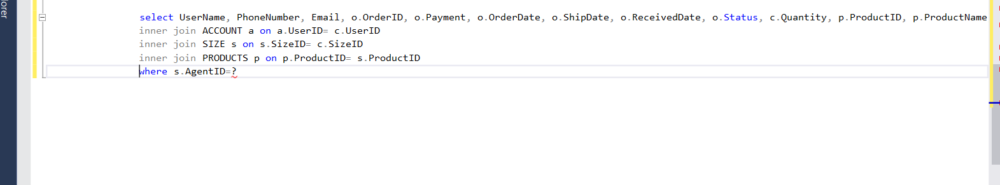 orer
select UserName, PhoneNumber, Email, o.OrderID, o.Payment, o.OrderDate, o.ShipDate, o.ReceivedDate, o.Status, c.Quantity, p.ProductID, p.ProductName
inner join ACCOUNT a on a.UserID= c.UserID
inner join SIZE s on s.SizeID= c.SizeID
inner join PRODUCTS p on p.ProductID= s.ProductID
where s.AgentID=?